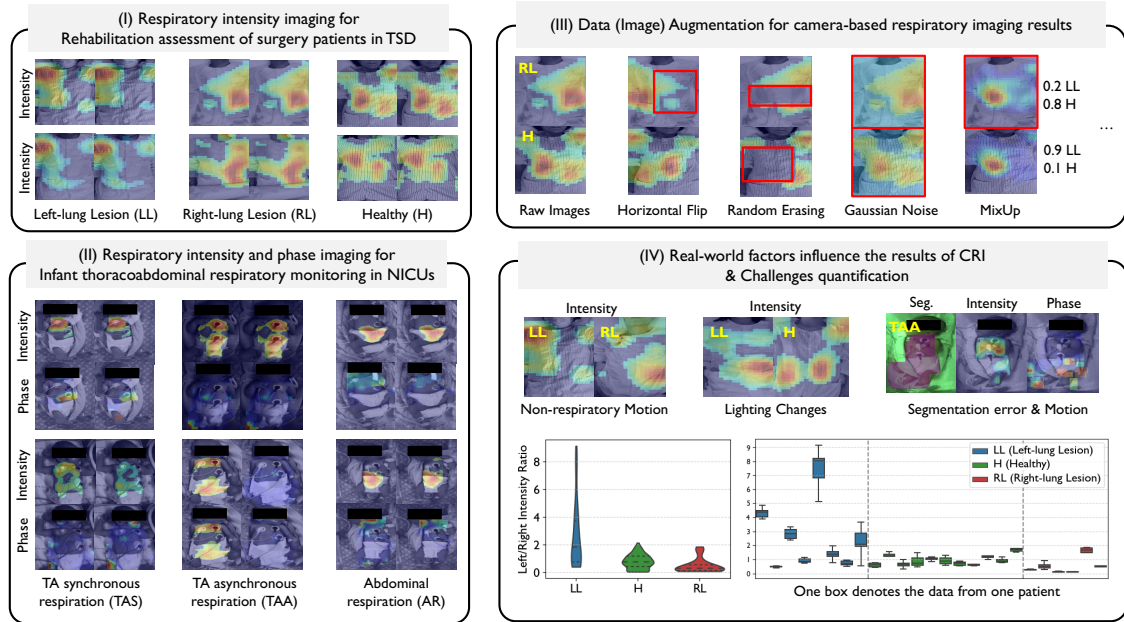 (I) Respiratory intensity imaging for
Rehabilitation assessment of surgery patients in TSD
Intensity
Intensity
Left-lung Lesion (LL)
Right-lung Lesion (RL)
Healthy (H)
(III) Data (Image) Augmentation for camera-based respiratory imaging results
RL
H
0.2 LL
0.8 H
0.9 LL
0.1 H
...
Raw Images
Horizontal Flip
Random Erasing
Gaussian Noise
MixUp
(II) Respiratory intensity and phase imaging for
Infant thoracoabdominal respiratory monitoring in NICUs
Intensity
Phase
Intensity
Phase
TA synchronous
respiration (TAS)
TA asynchronous
respiration (TAA)
Abdominal
respiration (AR)
(IV) Real-world factors influence the results of CRI
& Challenges quantification
Intensity
LL
RL
Non-respiratory Motion
Intensity
LL
H
Lighting Changes
Seg.
Intensity
Phase
TAA
Segmentation error & Motion
Left/Right Intensity Ratio
8
6
4
2
0
LL
H
RL
9
8
7
6
5
4
3
2
1
0
LL (Left-lung Lesion)
H (Healthy)
RL (Right-lung Lesion)
One box denotes the data from one patient